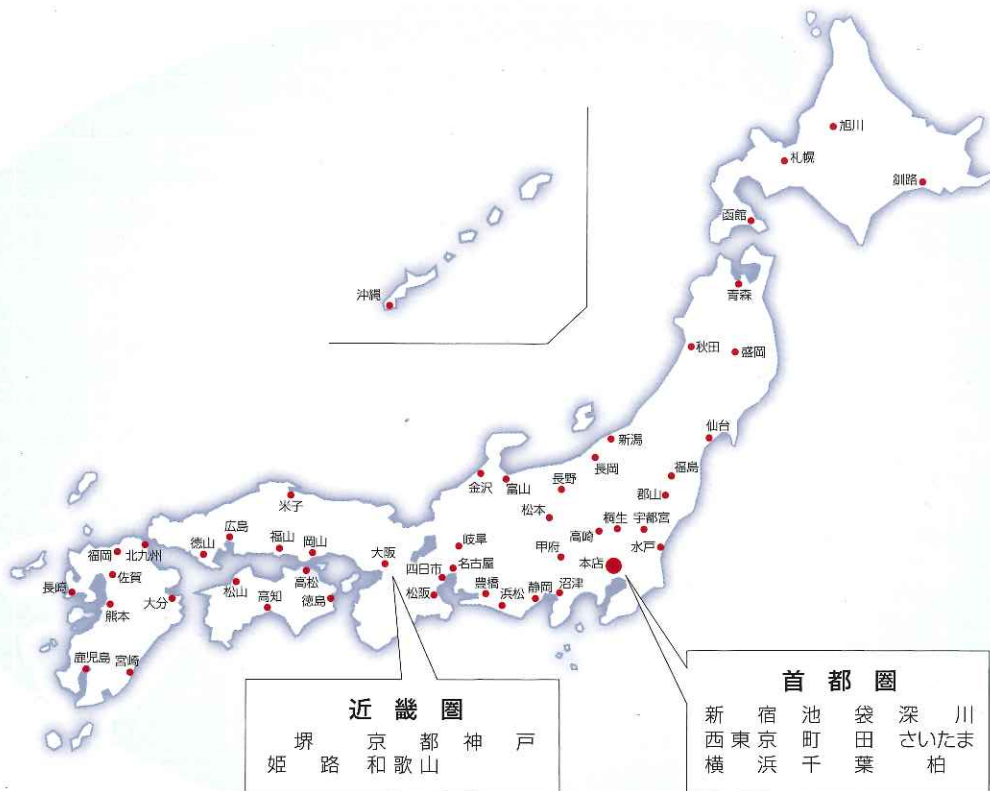 旭川
札幌
釧路
函館
青森
沖縄
秋田
盛岡
仙台
新潟
長岡
福島
金沢
富山
長野
郡山
米子
松本
桐生
宇都宮
高崎
広島
福山
岡山
大阪
岐阜
甲府
水戸
福岡
北九州
徳山
本店
佐賀
高松
四日市
名古屋
長崎
松山
松阪
豊橋
静岡
沼津
大分
高知
徳島
浜松
熊本
鹿児島
宮崎
近畿圏
堺 京都 神戸
姫路 和歌山
首都圏
新宿 池袋 深川
西東京 町田 さいたま
横浜 千葉 柏